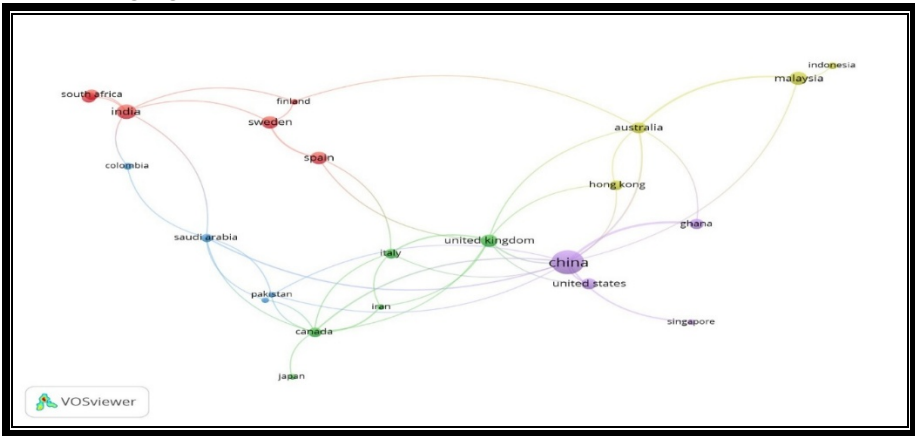 indonesia
malaysia
south africa
finland
india
sweden
australia
spain
colombia
hong kong
ghana
saudi arabia
united kingdom
italy
china
united states
pakistan
iran
singapore
canada
japan
VOSviewer